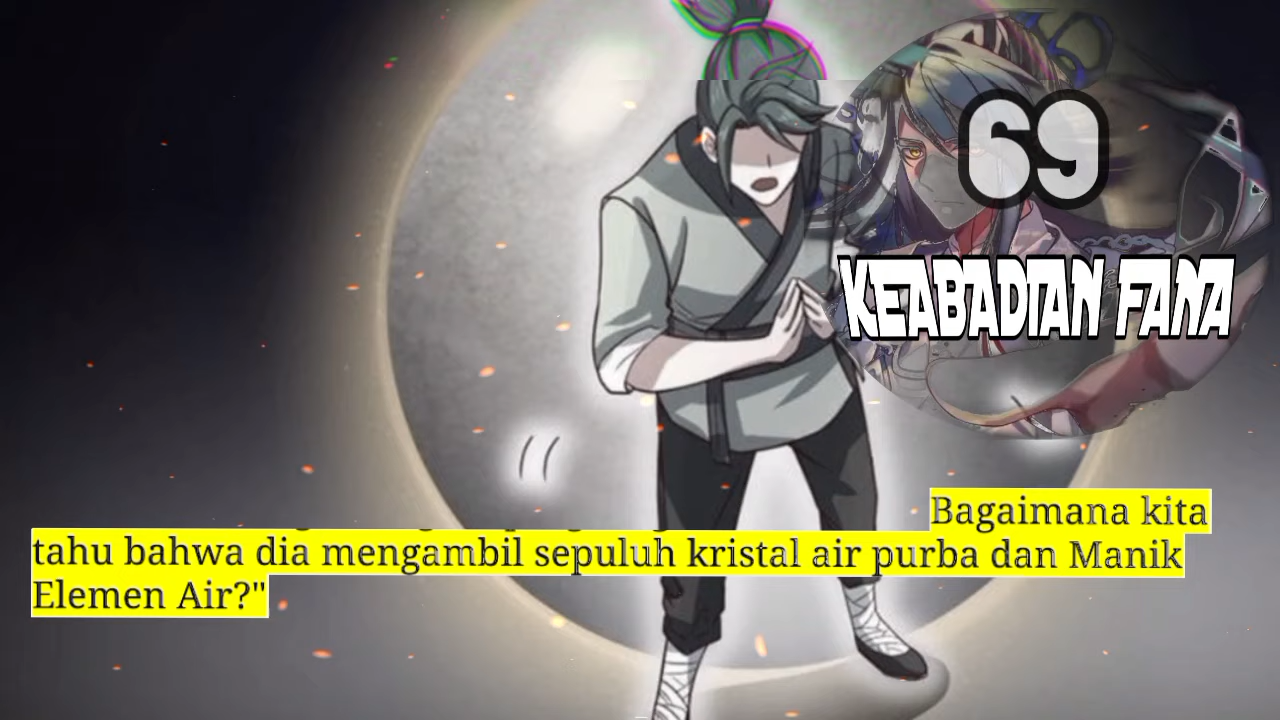 69
KEABADIAN FANA
Bagaimana kita
tahu bahwa dia mengambil sepuluh kristal air purba dan Manik
Elemen Air?"